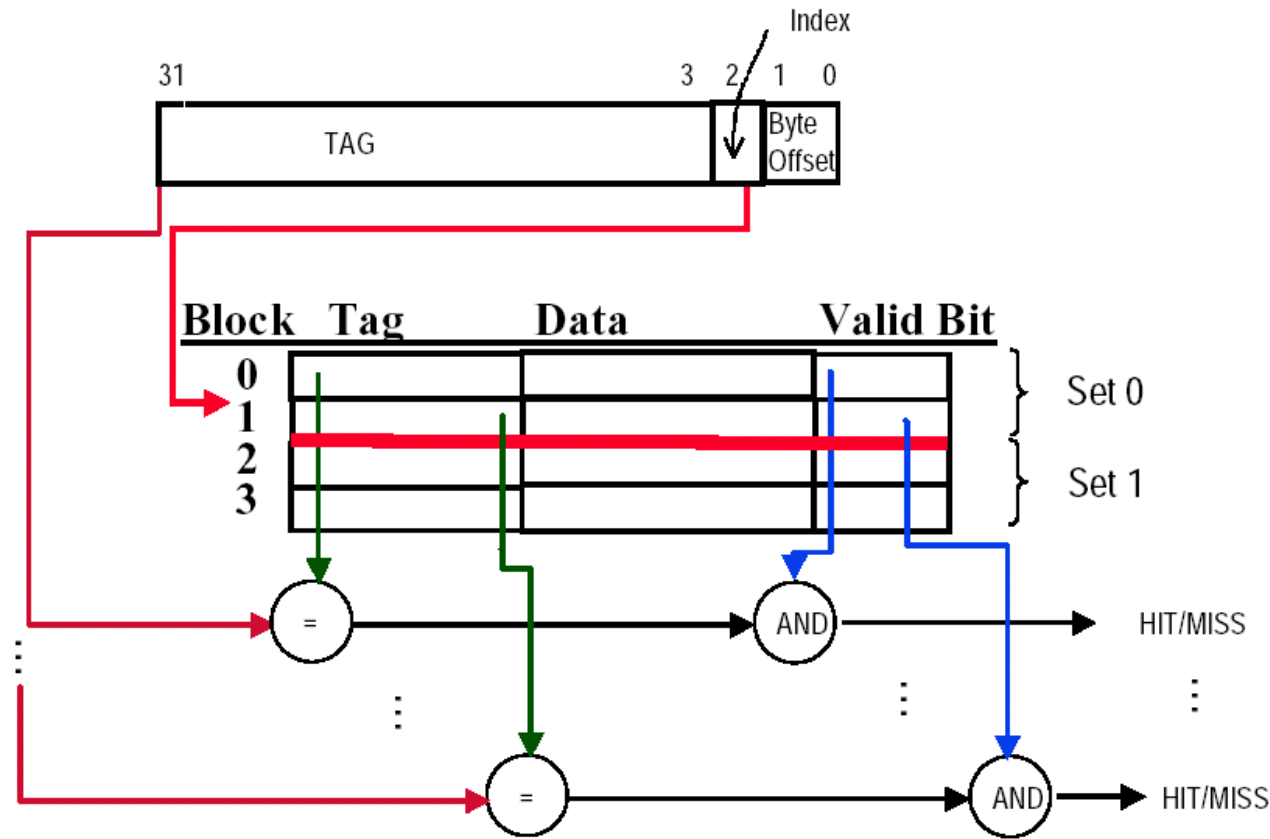 Index
31 3 2 1 0
TAG
Byte
Offset
Block Tag Data Valid Bit
0
1
2
3
Set 0
Set 1
= AND HIT/MISS
= AND HIT/MISS